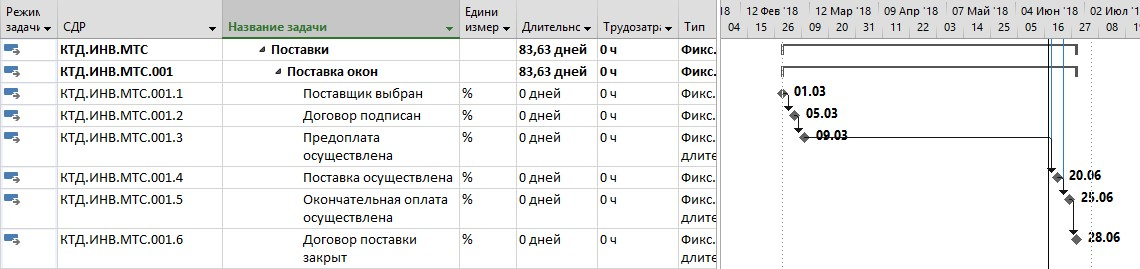 Режим задачи СДР Название задачи Едини измер Длительнс Трудозатра Тип
18 12 Фев '18 12 Мар '18 09 Апр '18 07 Май '18 04 Июн '18 02 Июл '18
04 15 26 09 20 31 11 22 03 14 25 05 16 27 08
КТД.ИНВ.МТС Поставки 83,63 дней 0 ч Фикс.
КТД.ИНВ.МТС.001 Поставка окон 83,63 дней 0 ч Фикс.
КТД.ИНВ.МТС.001.1 Поставщик выбран % 0 дней 0 ч Фикс. 01.03
КТД.ИНВ.МТС.001.2 Договор подписан % 0 дней 0 ч Фикс. 05.03
КТД.ИНВ.МТС.001.3 Предоплата % 0 дней 0 ч Фикс. 09.03
осуществлена длите
КТД.ИНВ.МТС.001.4 Поставка осуществлена % 0 дней 0 ч Фикс. 20.06
КТД.ИНВ.МТС.001.5 Окончательная оплата % 0 дней 0 ч Фикс. 25.06
осуществлена длите
КТД.ИНВ.МТС.001.6 Договор поставки % 0 дней 0 ч Фикс. 28.06
закрыт длите